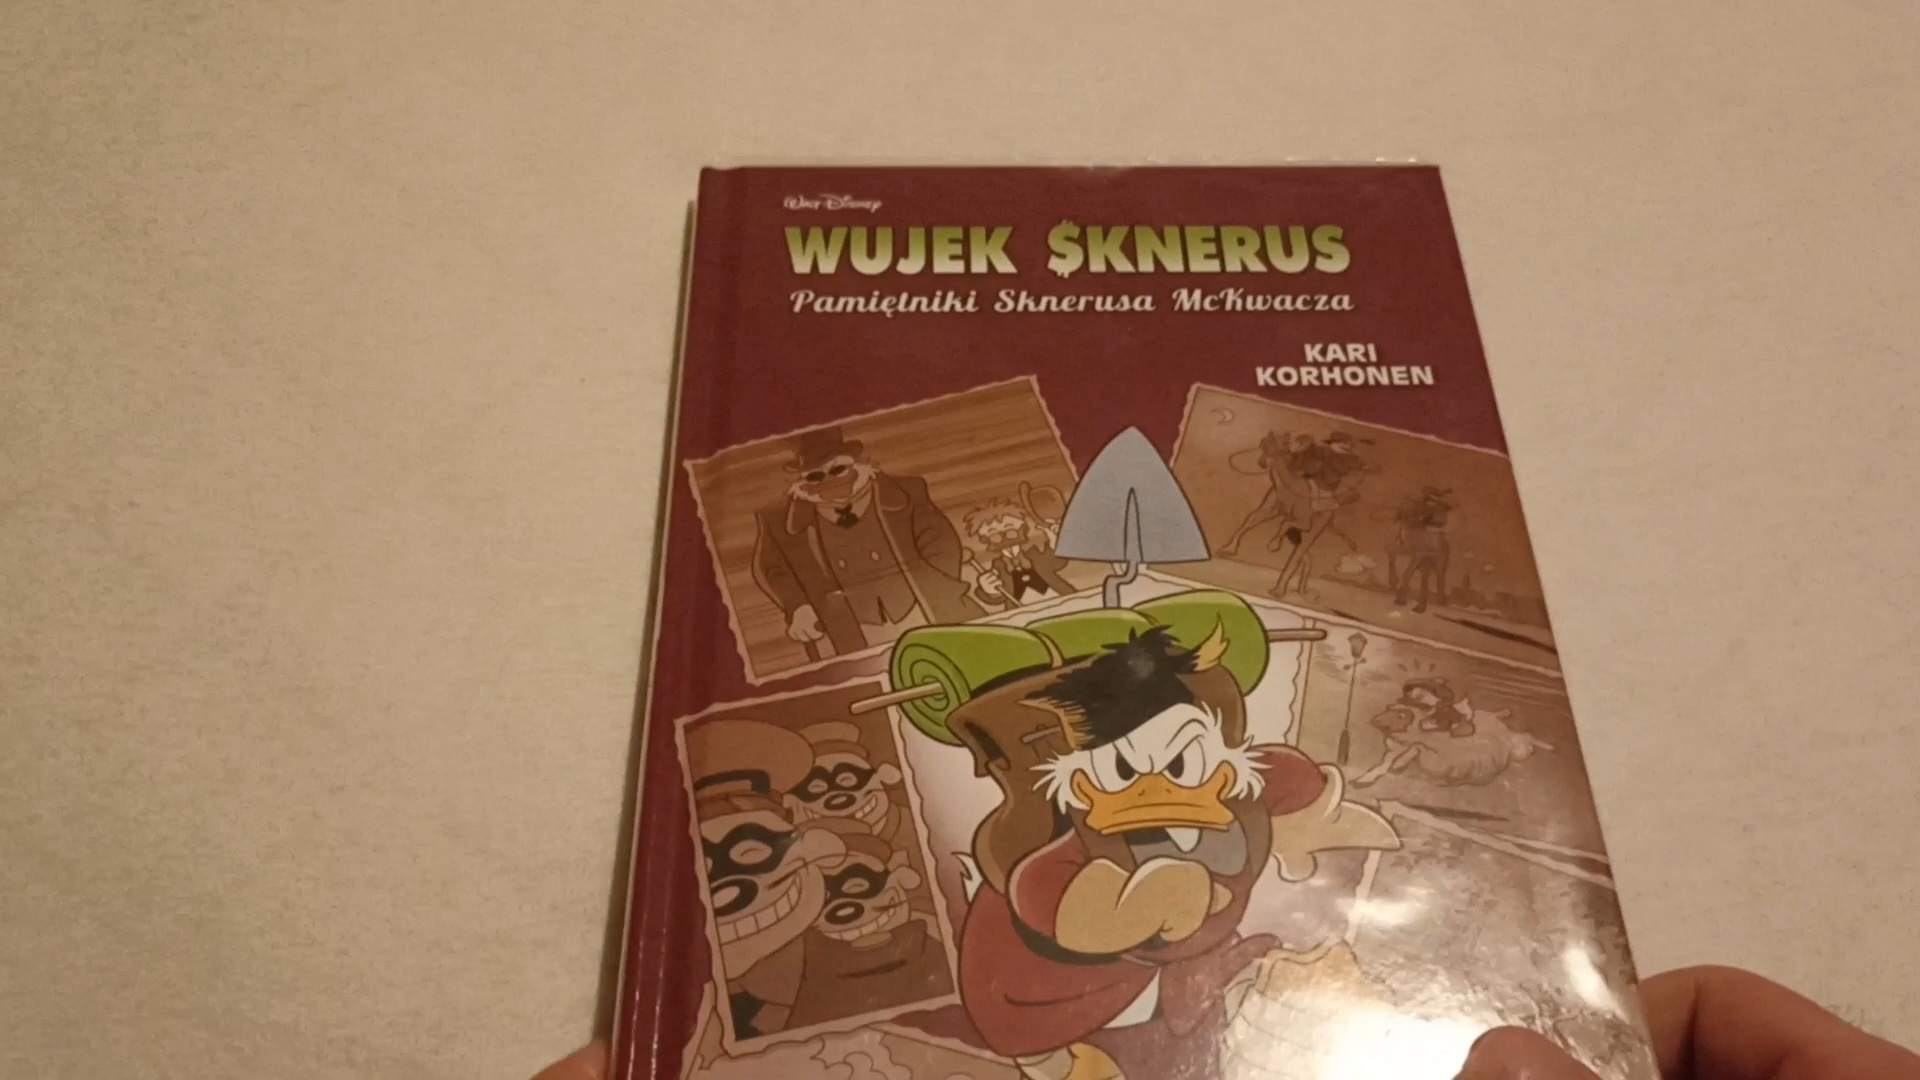 Walt Disney
WUJEK $KNERUS
Pamiętniki Sknerusa McKwacza
KARI
KORHONEN